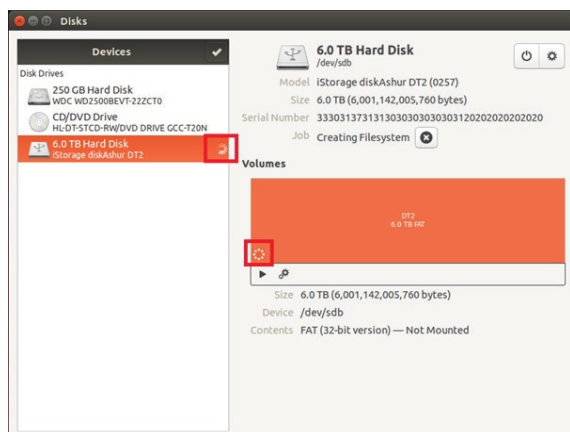 Disks
Devices
Disk Drives
250 GB Hard Disk
WDC WD2500BEVT-22ZCT0
CD/DVD Drive
HL-DT-STCD-RW/DVD DRIVE GCC-T20N
6.0 TB Hard Disk
iStorage diskAshur DT2
6.0 TB Hard Disk
/dev/sdb
Model iStorage diskAshur DT2 (0257)
Size 6.0 TB (6,001,142,005,760 bytes)
Serial Number 33303137313130303030303031202020202020
Job Creating Filesystem
Volumes
DT2
6.0 TB FAT
Size 6.0 TB (6,001,142,005,760 bytes)
Device /dev/sdb
Contents FAT (32-bit version) — Not Mounted